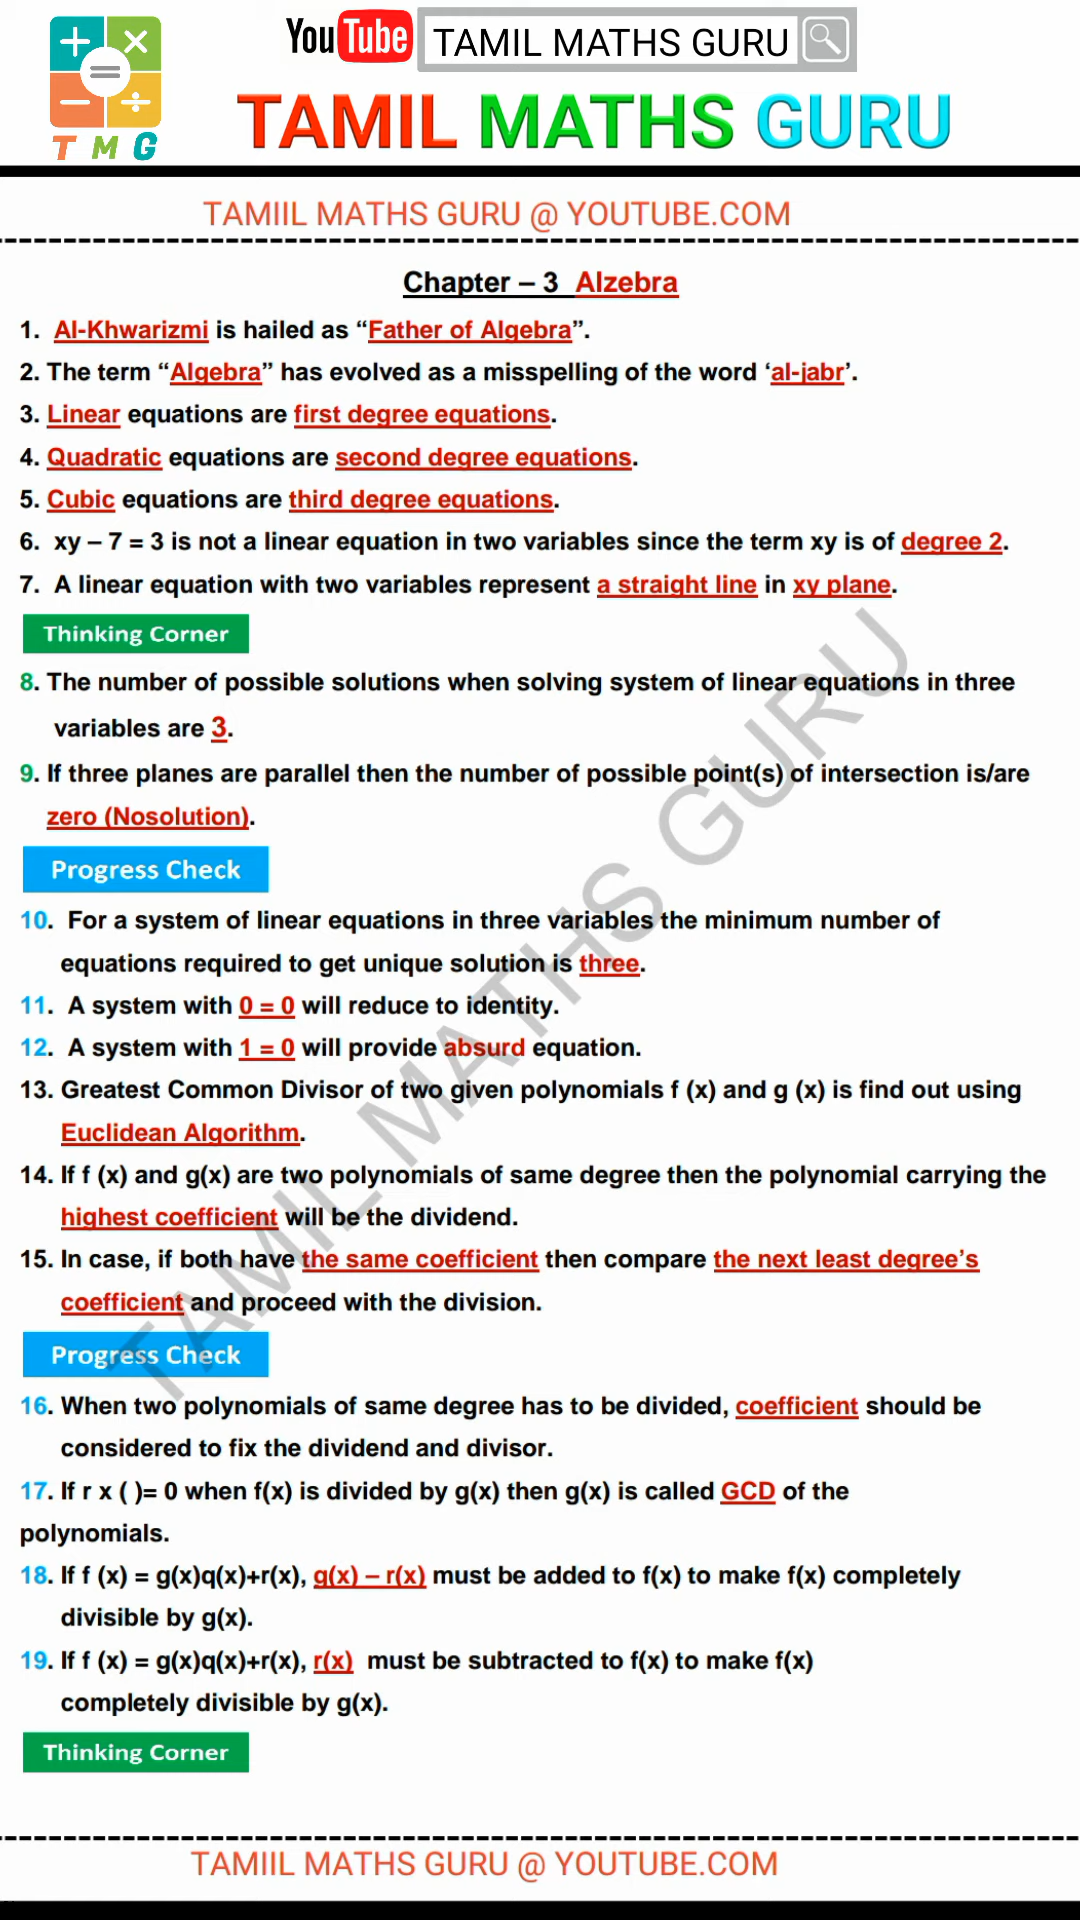 YouTube TAMIL MATHS GURU
TAMIL MATHS GURU
T M G
TAMIIL MATHS GURU @ YOUTUBE.COM
Chapter – 3 Alzebra
1. Al-Khwarizmi is hailed as “Father of Algebra”.
2. The term “Algebra” has evolved as a misspelling of the word ‘al-jabr’.
3. Linear equations are first degree equations.
4. Quadratic equations are second degree equations.
5. Cubic equations are third degree equations.
6. xy – 7 = 3 is not a linear equation in two variables since the term xy is of degree 2.
7. A linear equation with two variables represent a straight line in xy plane.
Thinking Corner
8. The number of possible solutions when solving system of linear equations in three
variables are 3.
9. If three planes are parallel then the number of possible point(s) of intersection is/are
zero (Nosolution).
Progress Check
10. For a system of linear equations in three variables the minimum number of
equations required to get unique solution is three.
11. A system with 0 = 0 will reduce to identity.
12. A system with 1 = 0 will provide absurd equation.
13. Greatest Common Divisor of two given polynomials f (x) and g (x) is find out using
Euclidean Algorithm.
14. If f (x) and g(x) are two polynomials of same degree then the polynomial carrying the
highest coefficient will be the dividend.
15. In case, if both have the same coefficient then compare the next least degree’s
coefficient and proceed with the division.
Progress Check
16. When two polynomials of same degree has to be divided, coefficient should be
considered to fix the dividend and divisor.
17. If r x ( )= 0 when f(x) is divided by g(x) then g(x) is called GCD of the
polynomials.
18. If f (x) = g(x)q(x)+r(x), g(x) – r(x) must be added to f(x) to make f(x) completely
divisible by g(x).
19. If f (x) = g(x)q(x)+r(x), r(x) must be subtracted to f(x) to make f(x)
completely divisible by g(x).
Thinking Corner
TAMIL MATHS GURU
TAMIIL MATHS GURU @ YOUTUBE.COM